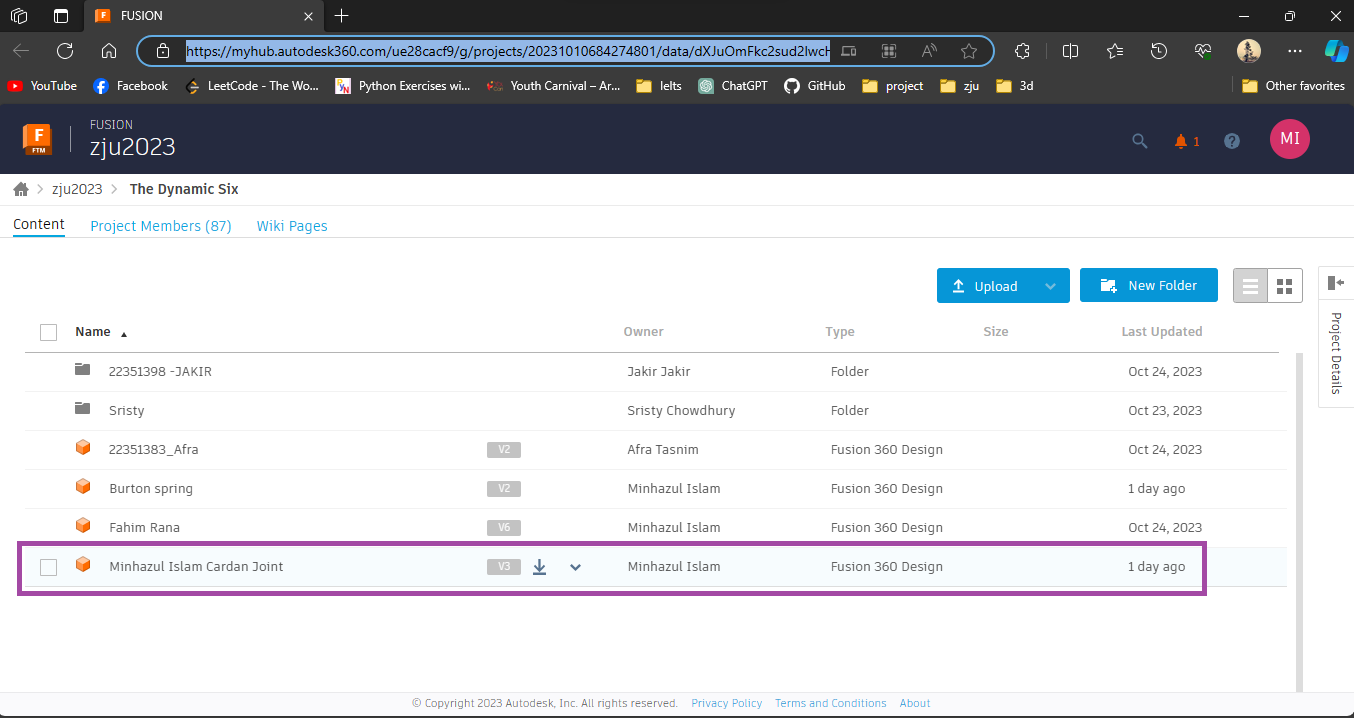 FUSION
https://myhub.autodesk360.com/ue28cacf9/g/projects/20231010684274801/data/dXJuOmFkc2sud2lwcH
YouTube Facebook LeetCode - The Wo... Python Exercises wi... Youth Carnival – Ar... Ielts ChatGPT GitHub project zju 3d Other favorites
F
FTM
FUSION
zju2023
1
?
MI
zju2023 > The Dynamic Six
Content Project Members (87) Wiki Pages
Upload New Folder
Project Details
Name Owner Type Size Last Updated
22351398 -JAKIR Jakir Jakir Folder Oct 24, 2023
Sristy Sristy Chowdhury Folder Oct 23, 2023
22351383_Afra V2 Afra Tasnim Fusion 360 Design Oct 24, 2023
Burton spring V2 Minhazul Islam Fusion 360 Design 1 day ago
Fahim Rana V6 Minhazul Islam Fusion 360 Design Oct 24, 2023
Minhazul Islam Cardan Joint V3 Minhazul Islam Fusion 360 Design 1 day ago
© Copyright 2023 Autodesk, Inc. All rights reserved. Privacy Policy Terms and Conditions About